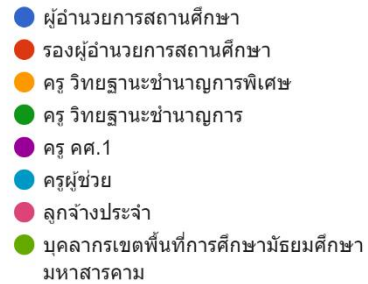 ผู้อำนวยการสถานศึกษา
รองผู้อำนวยการสถานศึกษา
ครู วิทยฐานะชำนาญการพิเศษ
ครู วิทยฐานะชำนาญการ
ครู คศ.1
ครูผู้ช่วย
ลูกจ้างประจำ
บุคลากรเขตพื้นที่การศึกษามัธยมศึกษา
มหาสารคาม